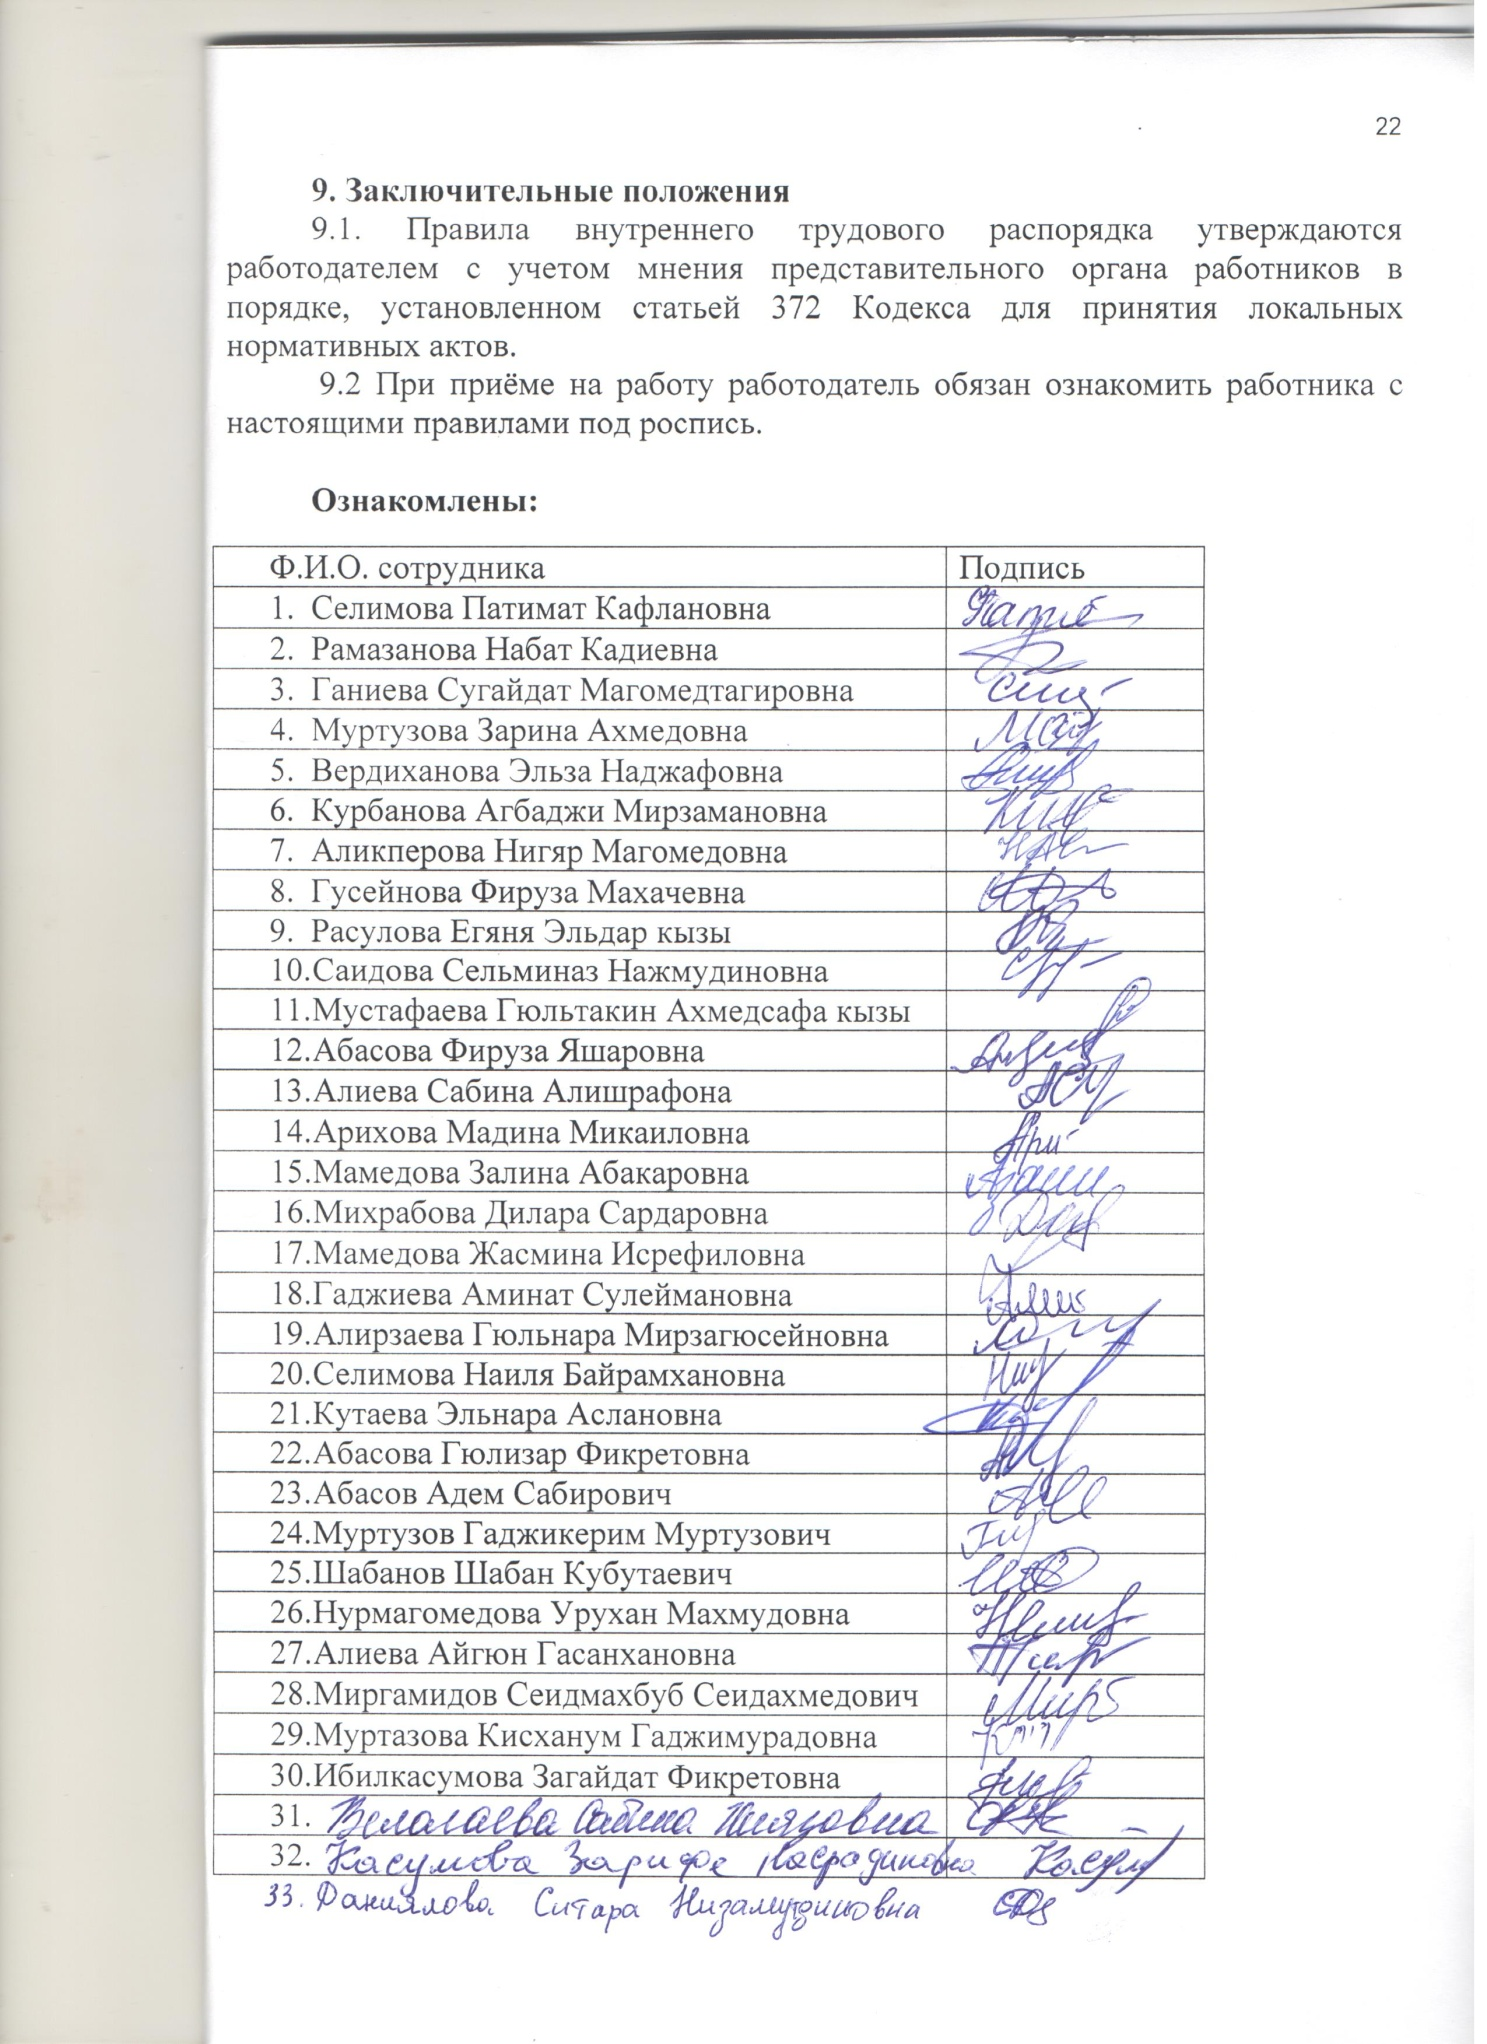 22
9. Заключительные положения
9.1. Правила внутреннего трудового распорядка утверждаются
работодателем с учетом мнения представительного органа работников в
порядке, установленном статьей 372 Кодекса для принятия локальных
нормативных актов.
9.2 При приёме на работу работодатель обязан ознакомить работника с
настоящими правилами под роспись.
Ознакомлены:
Ф.И.О. сотрудника Подпись
1. Селимова Патимат Кафлановна
2. Рамазанова Набат Кадиевна
3. Ганиева Сугайдат Магомедтагировна
4. Муртузова Зарина Ахмедовна
5. Вердиханова Эльза Наджафовна
6. Курбанова Агбаджи Мирзамановна
7. Аликперова Нигяр Магомедовна
8. Гусейнова Фируза Махачевна
9. Расулова Егяня Эльдар кызы
10.Саидова Сельминаз Нажмудиновна
11.Мустафаева Гюльтакин Ахмедсафа кызы
12.Абасова Фируза Яшаровна
13.Алиева Сабина Алишрафона
14.Арихова Мадина Микаиловна
15.Мамедова Залина Абакаровна
16.Михрабова Дилара Сардаровна
17.Мамедова Жасмина Исрефиловна
18.Гаджиева Аминат Сулеймановна
19.Алирзаева Гюльнара Мирзагюсейновна
20.Селимова Наиля Байрамхановна
21.Кутаева Эльнара Аслановна
22.Абасова Гюлизар Фикретовна
23.Абасов Адем Сабирович
24.Муртузов Гаджикерим Муртузович
25.Шабанов Шабан Кубутаевич
26.Нурмагомедова Урухан Махмудовна
27.Алиева Айгюн Гасанхановна
28.Миргамидов Сеидмахбуб Сеидахмедович
29.Муртазова Кисханум Гаджимурадовна
30.Ибилкасумова Загайдат Фикретовна
31.
32. Касумова Зарифе Насрадиновна
33. Даниялова Ситара Низамудиновна